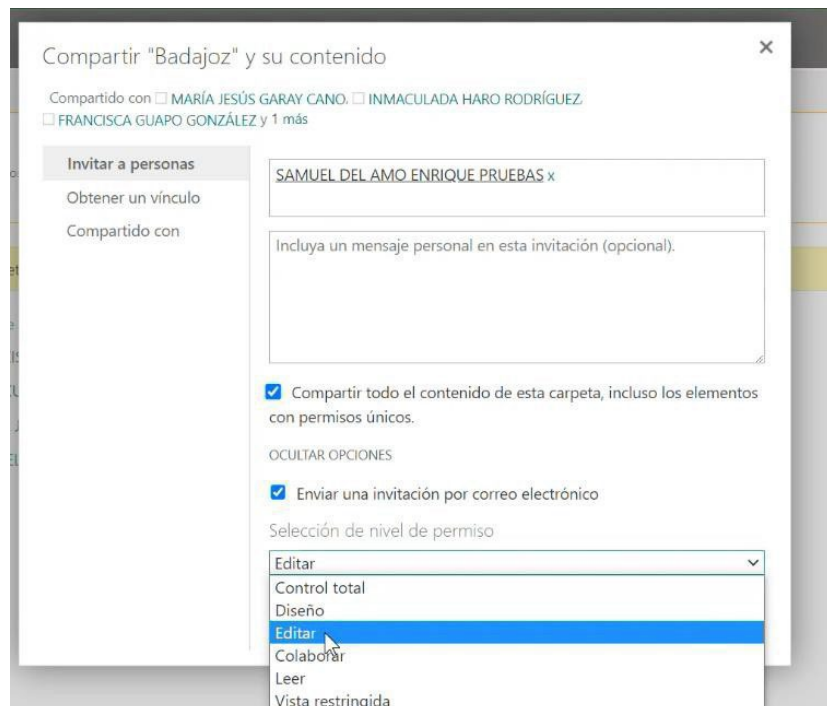 Compartir "Badajoz" y su contenido
Compartido con MARÍA JESÚS GARAY CANO, INMACULADA HARO RODRÍGUEZ,
FRANCISCA GUAPO GONZÁLEZ y 1 más
Invitar a personas
Obtener un vínculo
Compartido con
SAMUEL DEL AMO ENRIQUE PRUEBAS x
Incluya un mensaje personal en esta invitación (opcional).
Compartir todo el contenido de esta carpeta, incluso los elementos
con permisos únicos.
OCULTAR OPCIONES
Enviar una invitación por correo electrónico
Selección de nivel de permiso
Editar
Control total
Diseño
Editar
Colaborar
Leer
Vista restringida